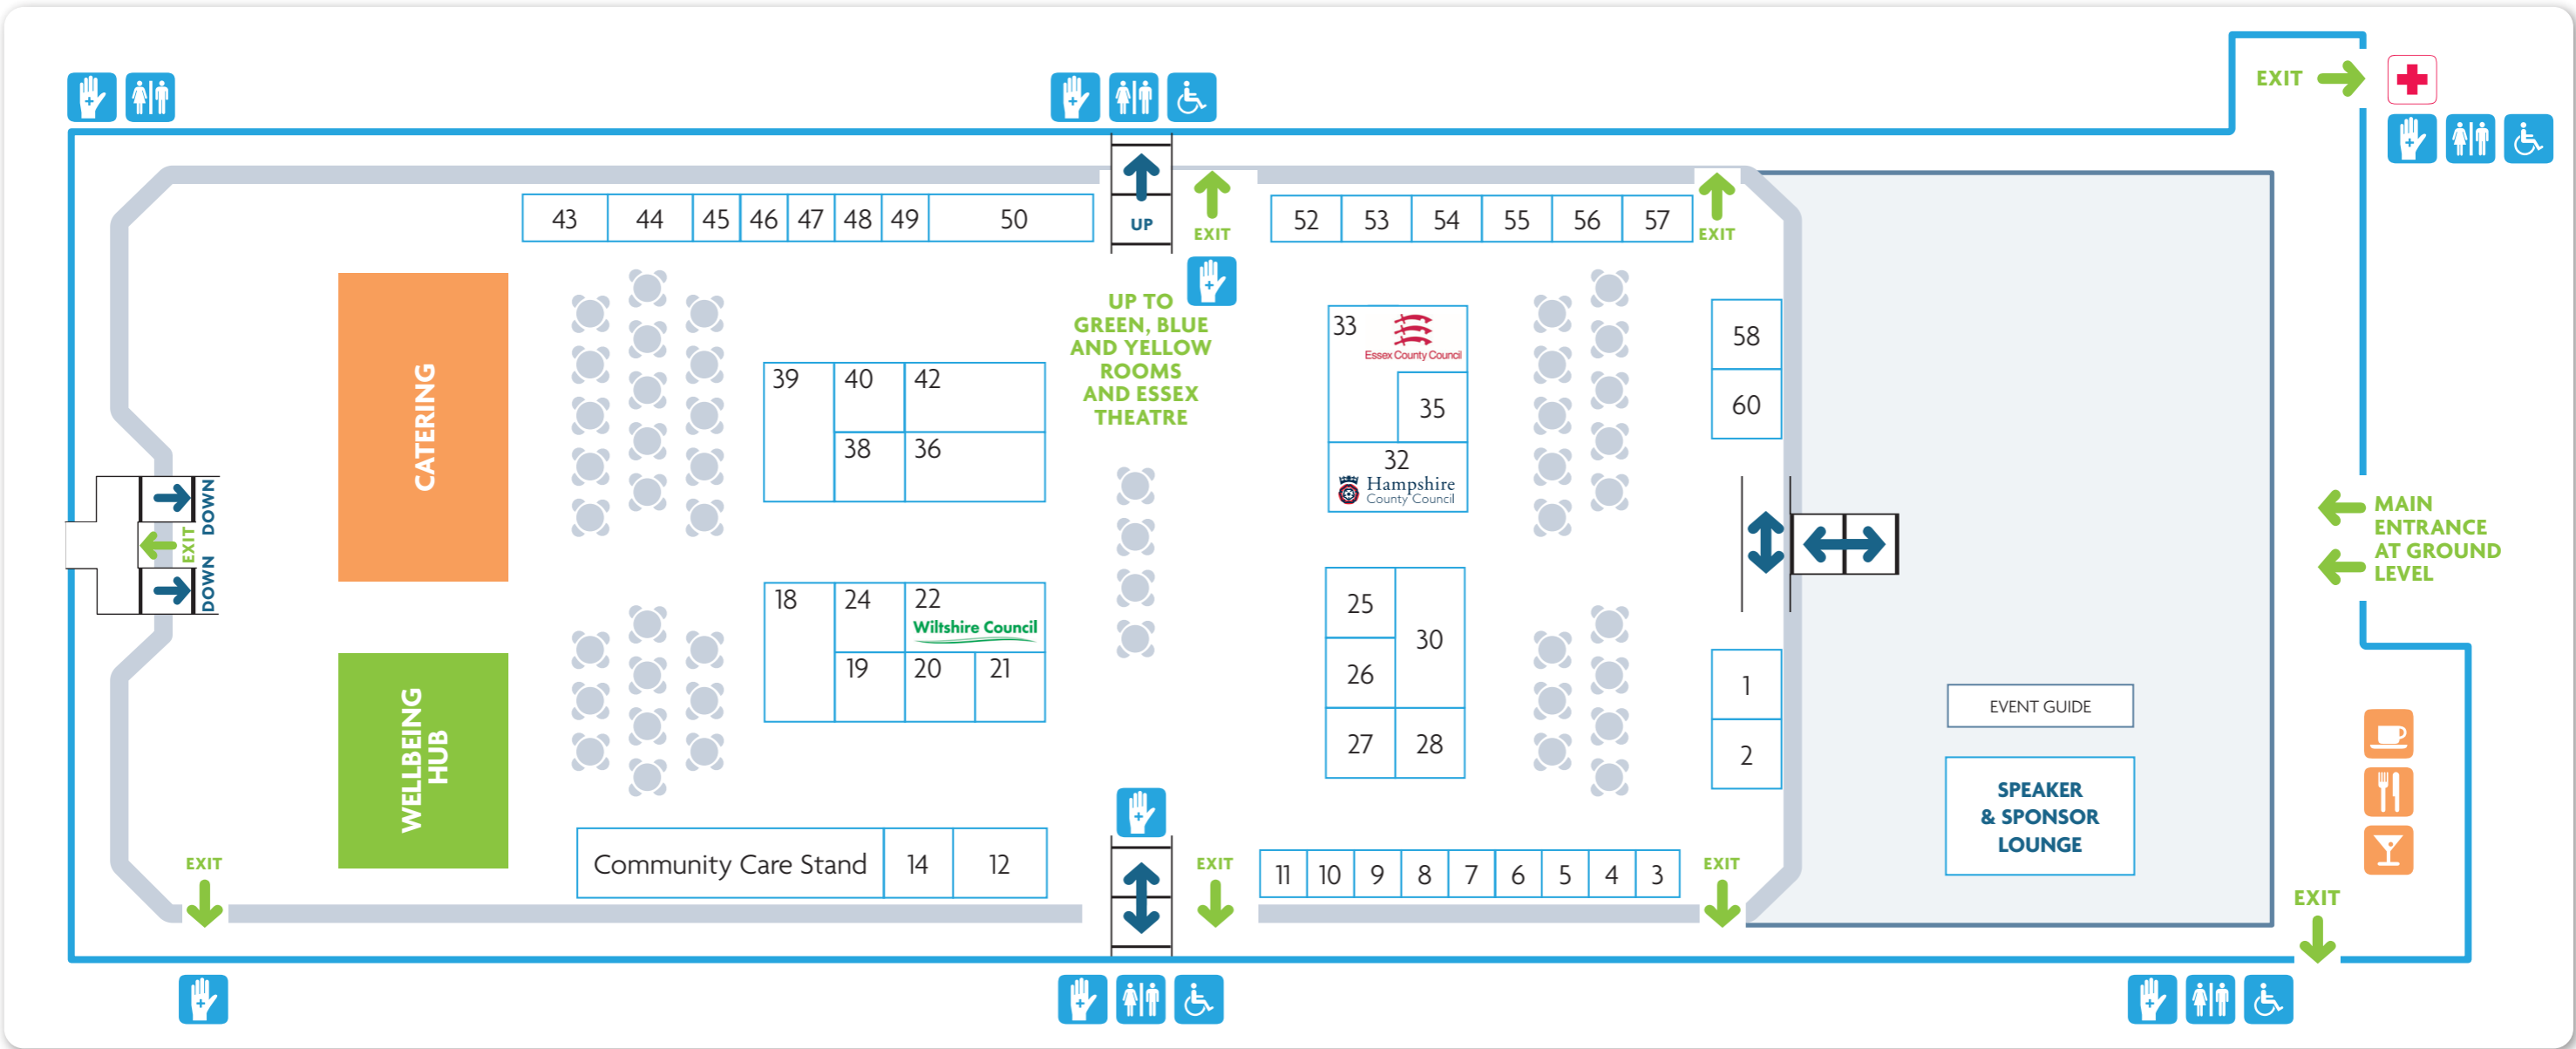 EXIT
43 44 45 46 47 48 49 50
UP
EXIT
52 53 54 55 56 57
EXIT
UP TO
GREEN, BLUE
AND YELLOW
ROOMS
AND ESSEX
THEATRE
CATERING
39 40 42
38 36
33
Essex County Council
35
32
Hampshire
County Council
58
60
DOWN
EXIT
DOWN
MAIN
ENTRANCE
AT GROUND
LEVEL
18 24 22
Wiltshire Council
19 20 21
25
30
26
27 28
1
2
WELLBEING
HUB
EVENT GUIDE
SPEAKER
& SPONSOR
LOUNGE
EXIT
Community Care Stand 14 12
EXIT
11 10 9 8 7 6 5 4 3
EXIT
EXIT